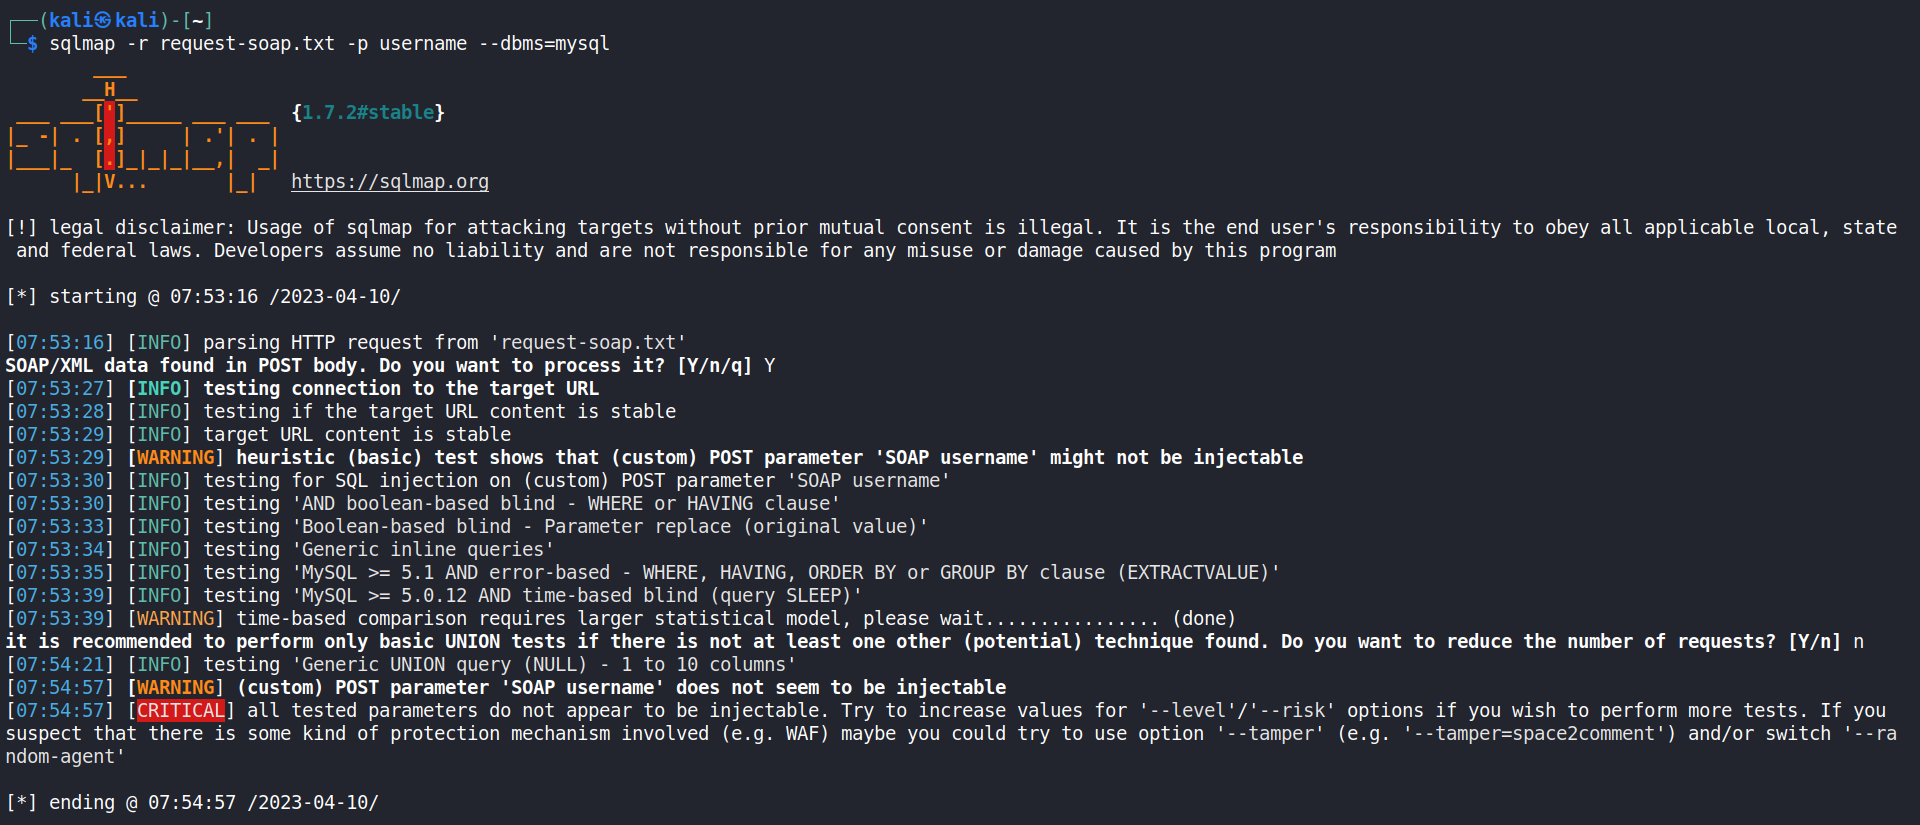 ┌──(kali㉿kali)-[~]
└─$ sqlmap -r request-soap.txt -p username --dbms=mysql
        ___
       __H__
 ___ ___[']_____ ___ ___  {1.7.2#stable}
|_ -| . [,]     | .'| . |
|___|_  [.]_|_|_|__,|  _|
      |_|V...       |_|   https://sqlmap.org
[!] legal disclaimer: Usage of sqlmap for attacking targets without prior mutual consent is illegal. It is the end user's responsibility to obey all applicable local, state
 and federal laws. Developers assume no liability and are not responsible for any misuse or damage caused by this program
[*] starting @ 07:53:16 /2023-04-10/
[07:53:16] [INFO] parsing HTTP request from 'request-soap.txt'
SOAP/XML data found in POST body. Do you want to process it? [Y/n/q] Y
[07:53:27] [INFO] testing connection to the target URL
[07:53:28] [INFO] testing if the target URL content is stable
[07:53:29] [INFO] target URL content is stable
[07:53:29] [WARNING] heuristic (basic) test shows that (custom) POST parameter 'SOAP username' might not be injectable
[07:53:30] [INFO] testing for SQL injection on (custom) POST parameter 'SOAP username'
[07:53:30] [INFO] testing 'AND boolean-based blind - WHERE or HAVING clause'
[07:53:33] [INFO] testing 'Boolean-based blind - Parameter replace (original value)'
[07:53:34] [INFO] testing 'Generic inline queries'
[07:53:35] [INFO] testing 'MySQL >= 5.1 AND error-based - WHERE, HAVING, ORDER BY or GROUP BY clause (EXTRACTVALUE)'
[07:53:39] [INFO] testing 'MySQL >= 5.0.12 AND time-based blind (query SLEEP)'
[07:53:39] [WARNING] time-based comparison requires larger statistical model, please wait................ (done)
it is recommended to perform only basic UNION tests if there is not at least one other (potential) technique found. Do you want to reduce the number of requests? [Y/n] n
[07:54:21] [INFO] testing 'Generic UNION query (NULL) - 1 to 10 columns'
[07:54:57] [WARNING] (custom) POST parameter 'SOAP username' does not seem to be injectable
[07:54:57] [CRITICAL] all tested parameters do not appear to be injectable. Try to increase values for '--level'/'--risk' options if you wish to perform more tests. If you
suspect that there is some kind of protection mechanism involved (e.g. WAF) maybe you could try to use option '--tamper' (e.g. '--tamper=space2comment') and/or switch '--ra
ndom-agent'
[*] ending @ 07:54:57 /2023-04-10/